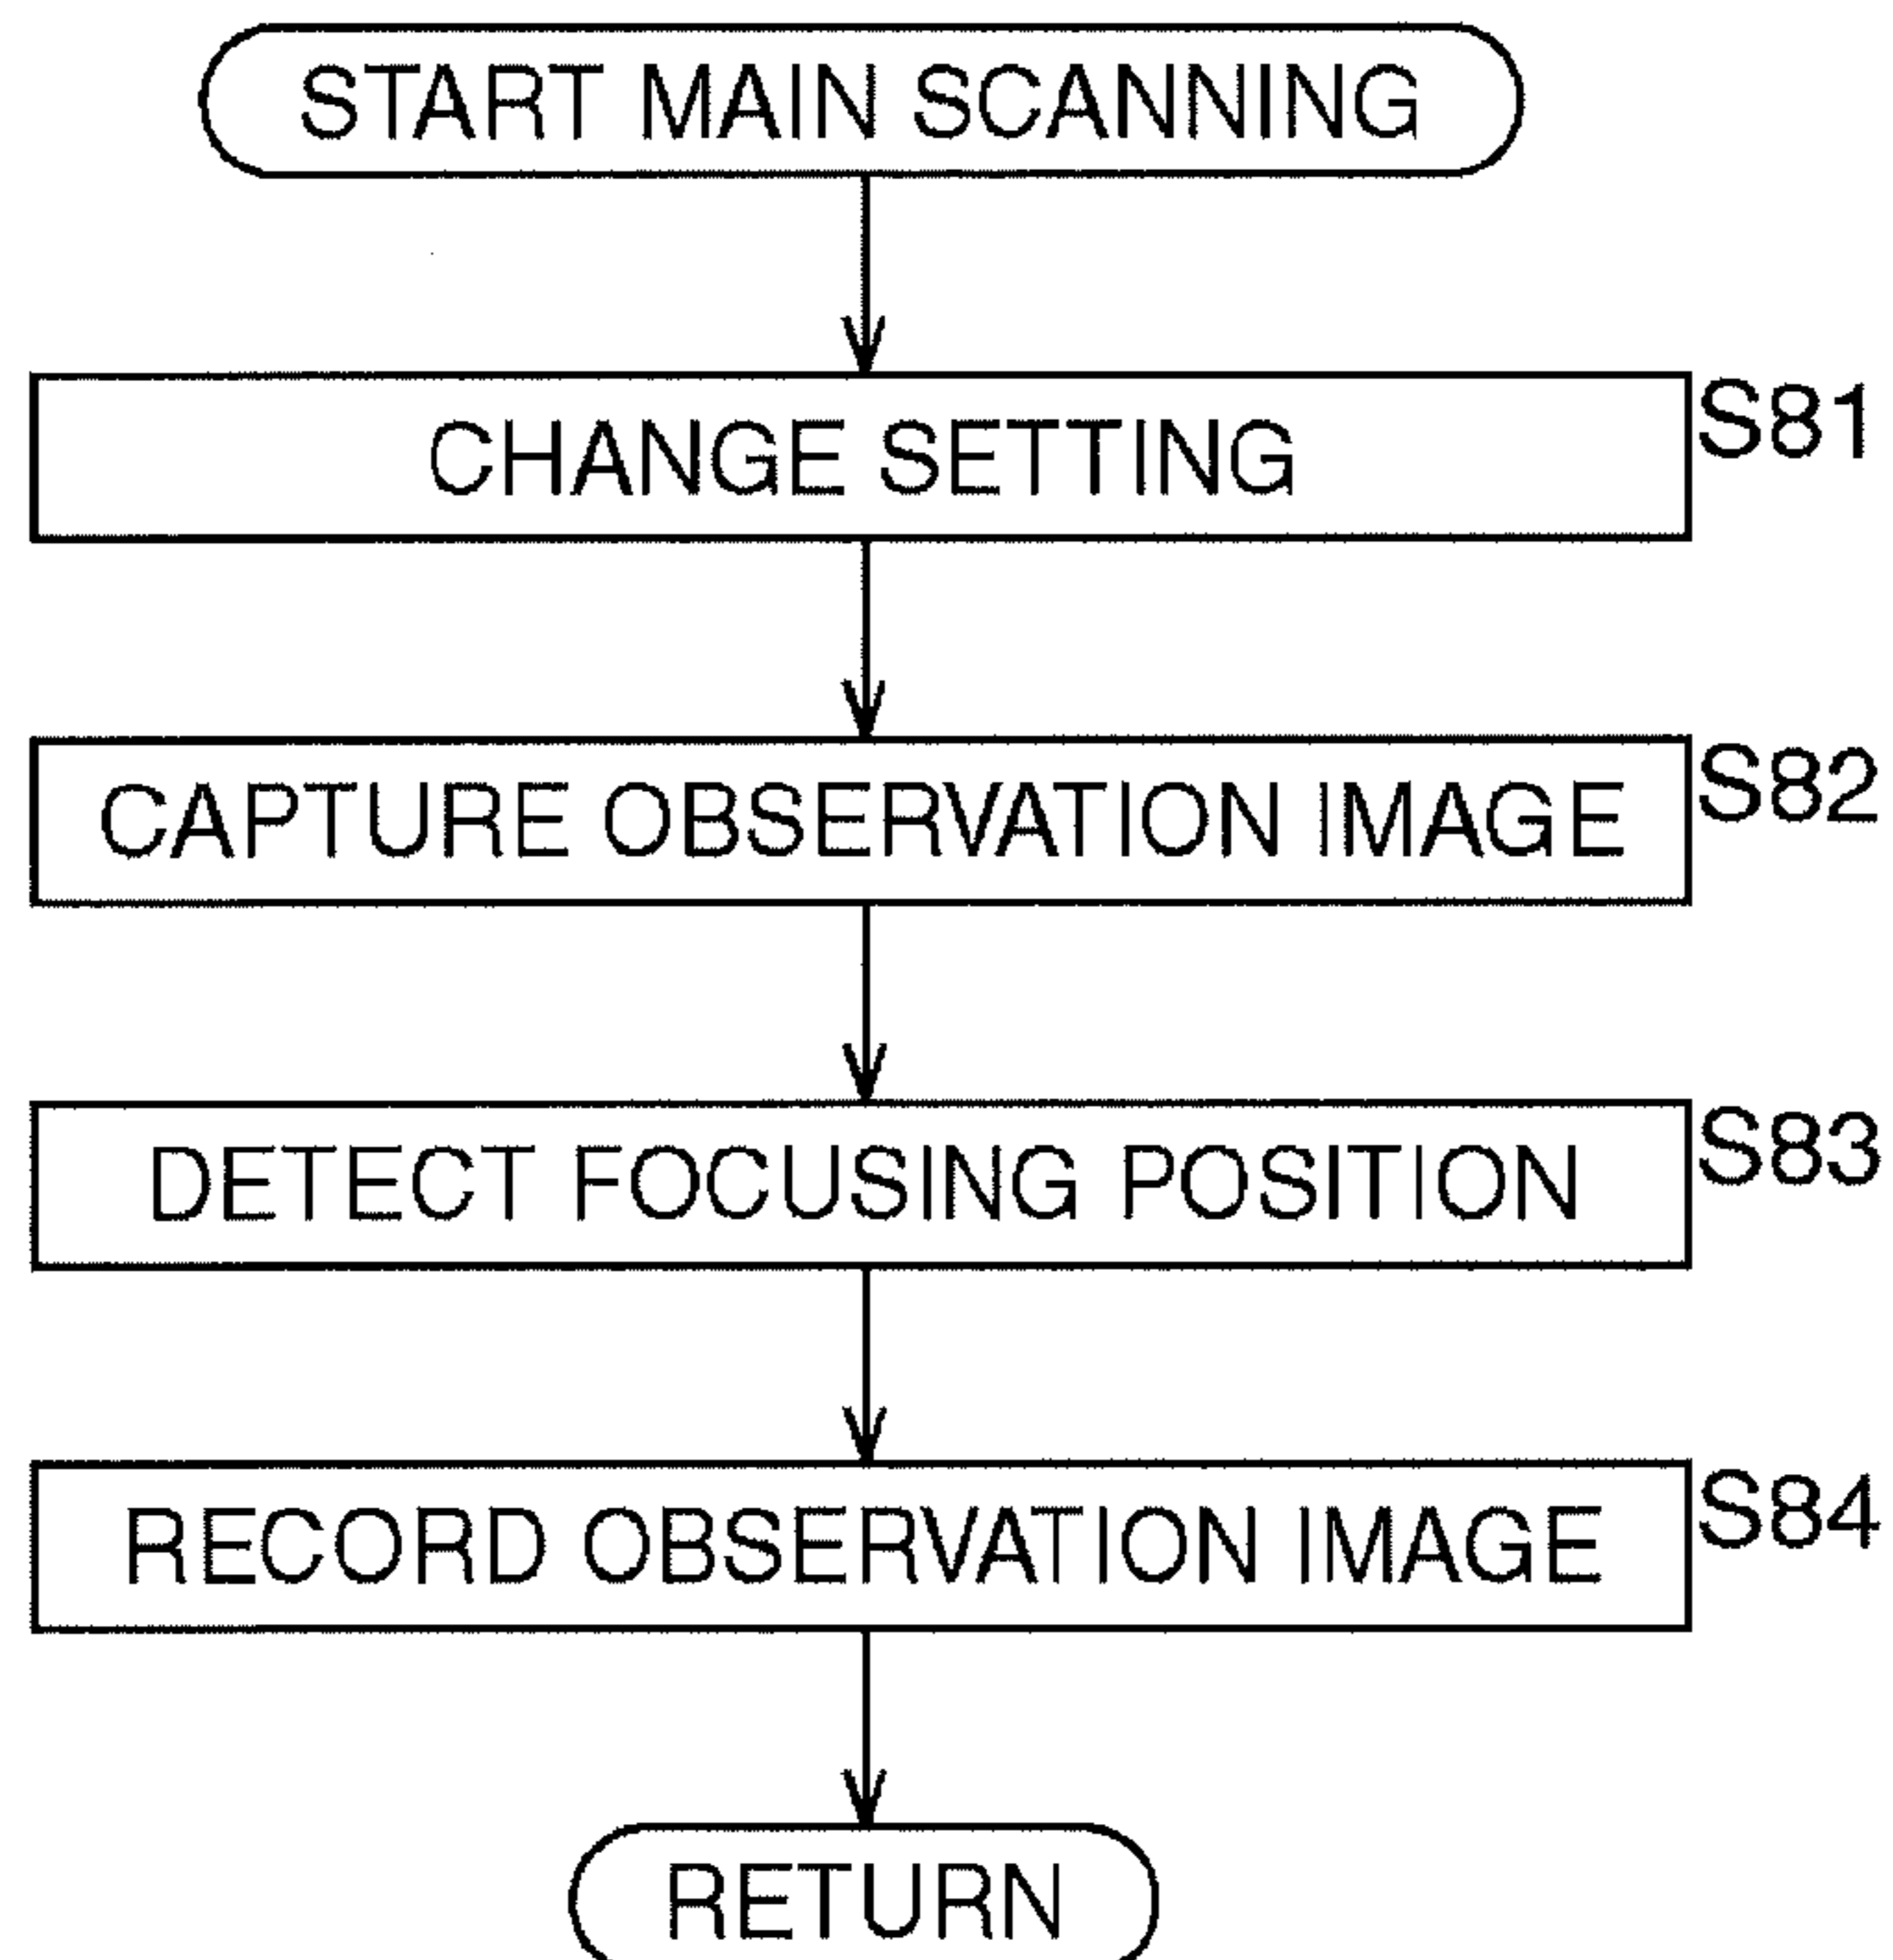 START MAIN SCANNING
CHANGE SETTING
S81
CAPTURE OBSERVATION IMAGE
S82
DETECT FOCUSING POSITION
S83
RECORD OBSERVATION IMAGE
S84
RETURN